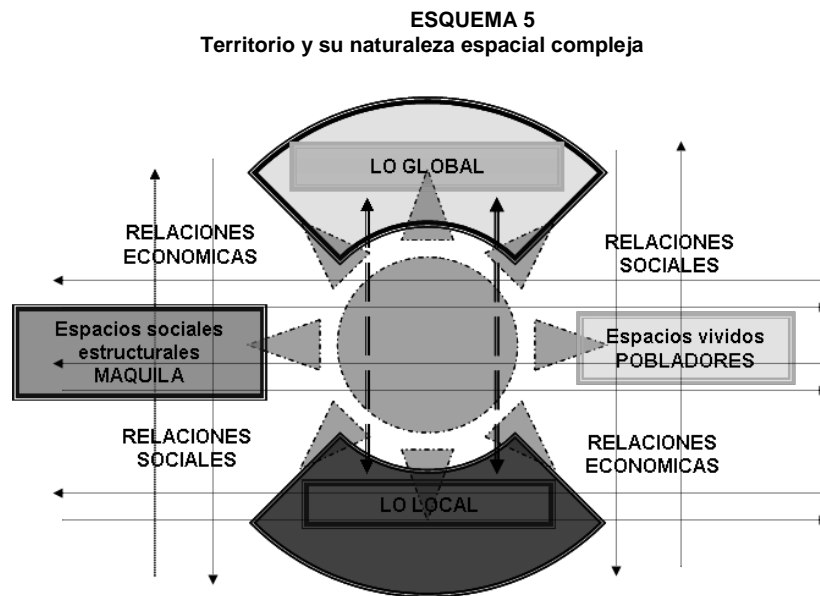 ESQUEMA 5
Territorio y su naturaleza espacial compleja
LO GLOBAL
RELACIONES
ECONOMICAS
RELACIONES
SOCIALES
Espacios sociales
estructurales
MAQUILA
Espacios vividos
POBLADORES
RELACIONES
SOCIALES
RELACIONES
ECONOMICAS
LO LOCAL